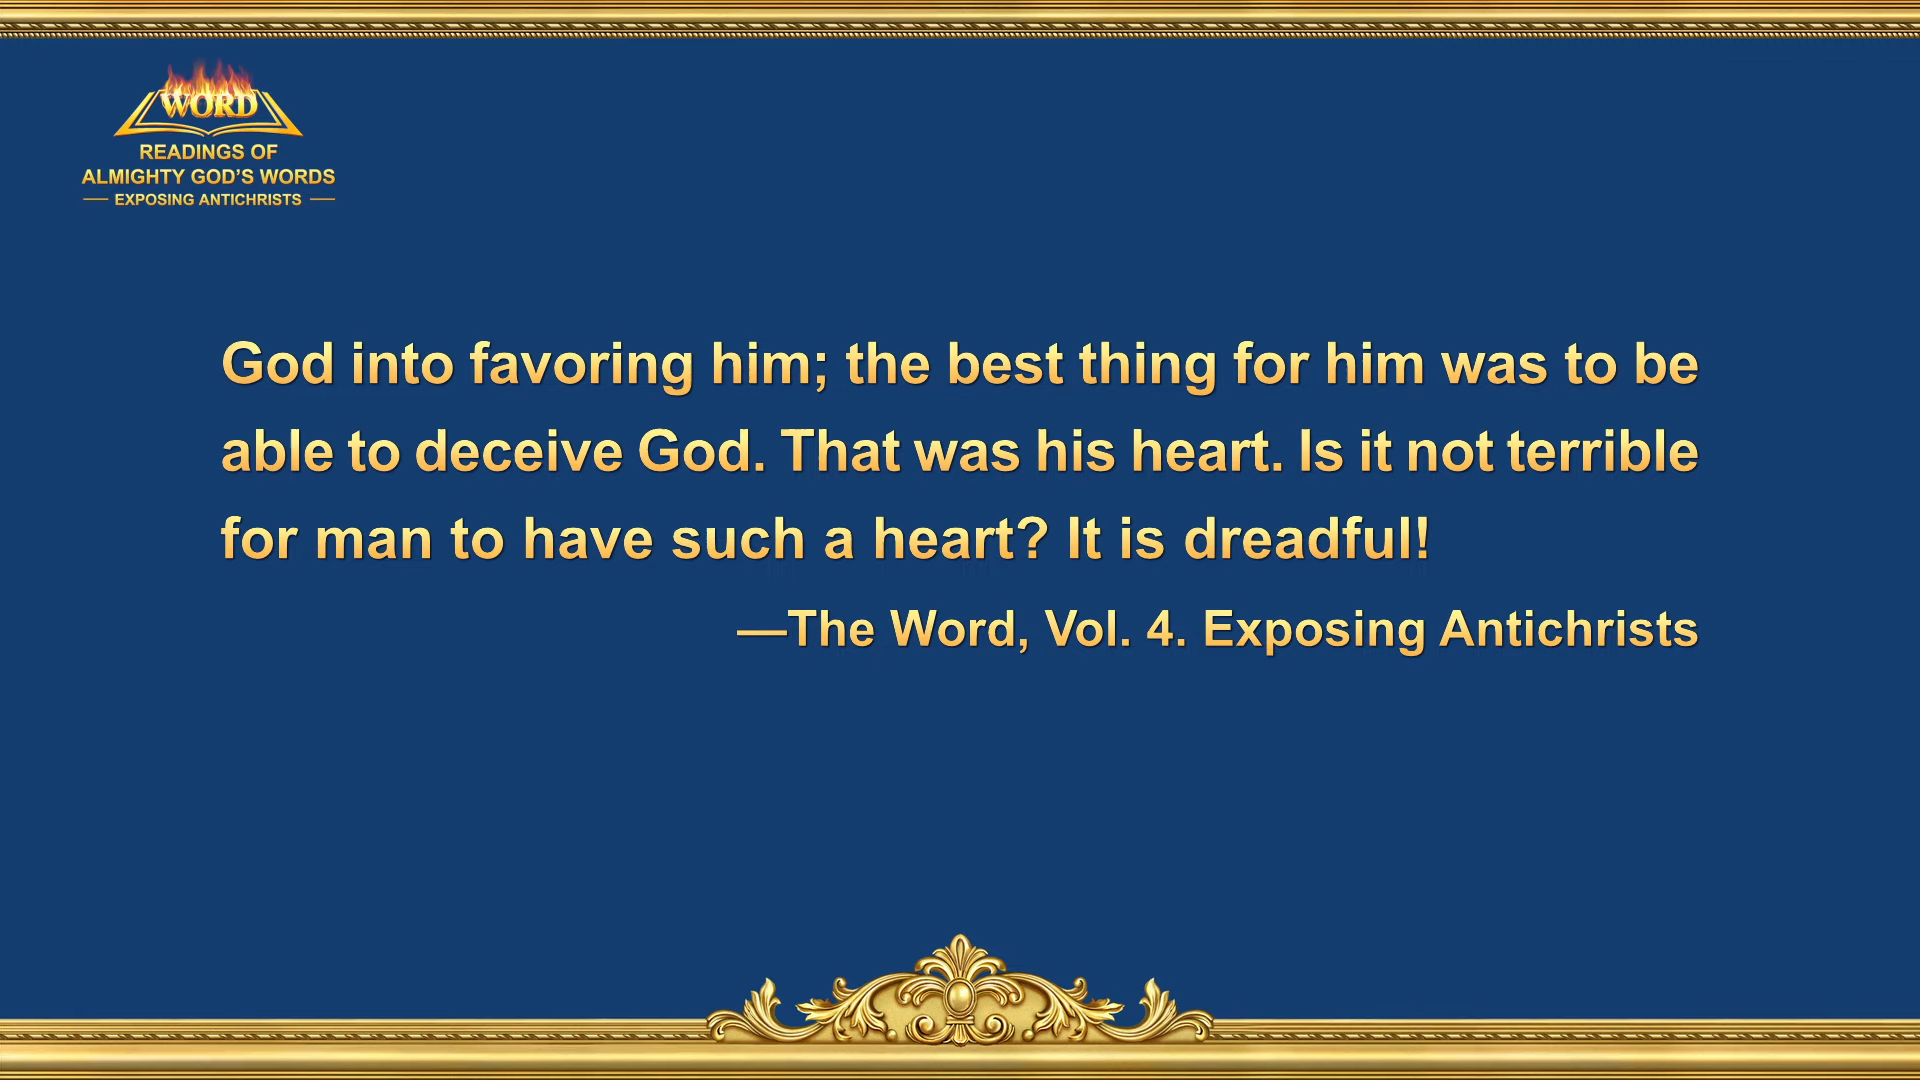 WORD
READINGS OF
ALMIGHTY GOD'S WORDS
EXPOSING ANTICHRISTS
God into favoring him; the best thing for him was to be
able to deceive God. That was his heart. Is it not terrible
for man to have such a heart? It is dreadful!
—The Word, Vol. 4. Exposing Antichrists